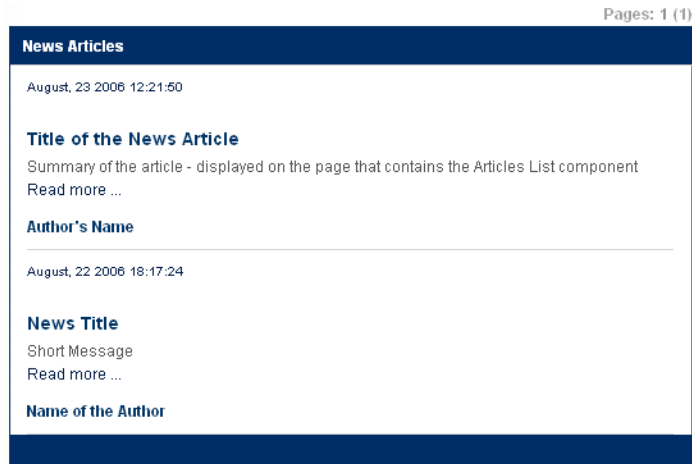 Pages: 1 (1)
News Articles
August, 23 2006 12:21:50
Title of the News Article
Summary of the article - displayed on the page that contains the Articles List component
Read more ...
Author's Name
August, 22 2006 18:17:24
News Title
Short Message
Read more ...
Name of the Author